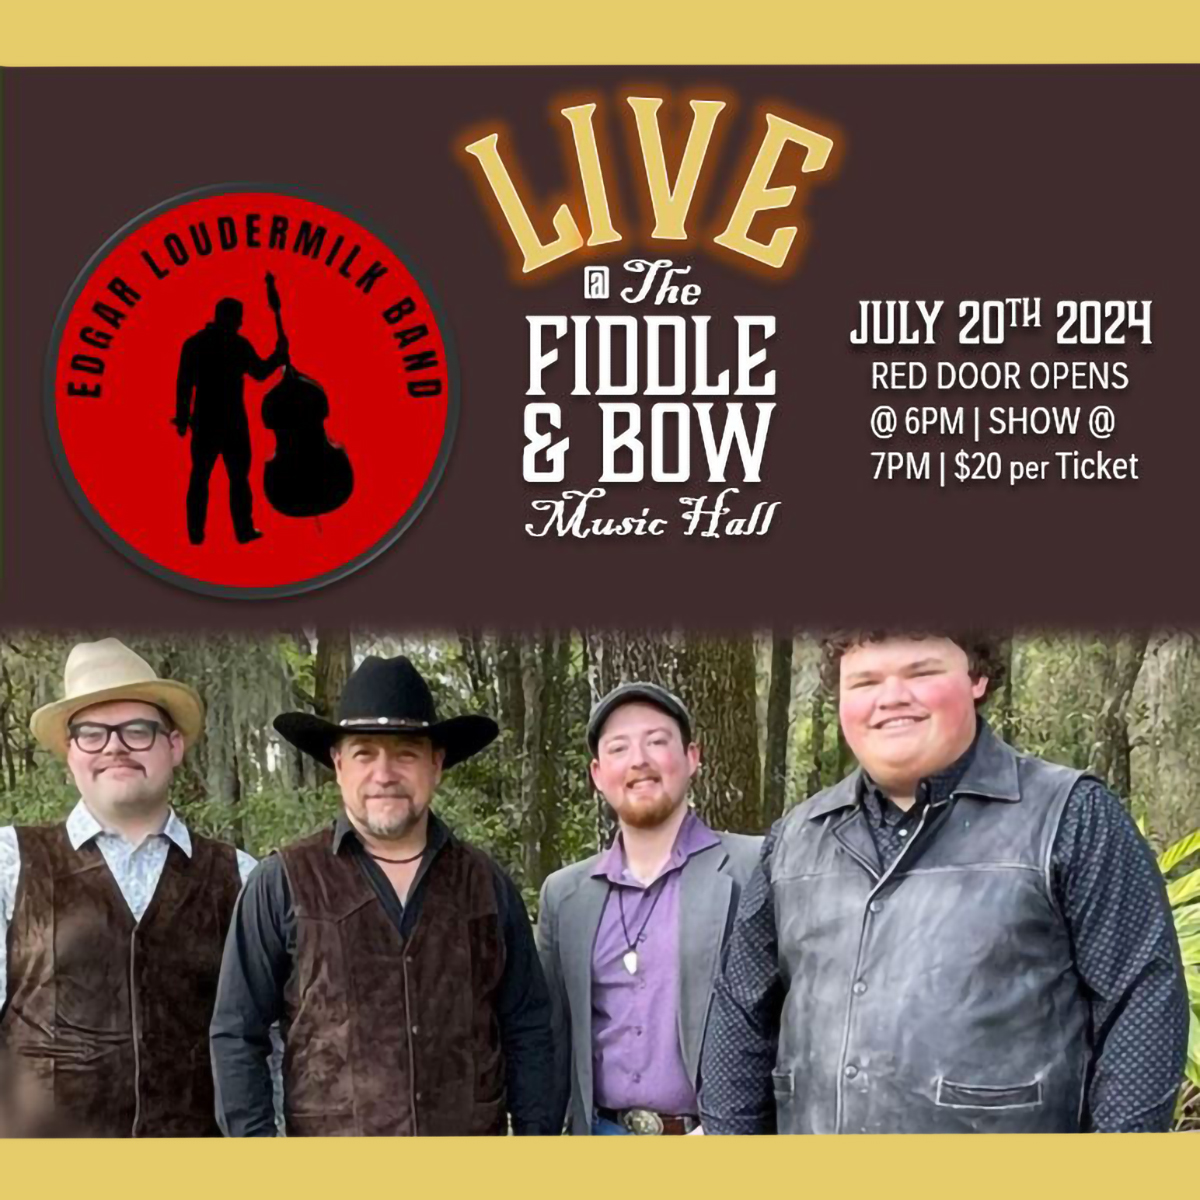 EDGAR LOUDERMILK BAND
LIVE
@ The
FIDDLE
& BOW
Music Hall
JULY 20TH 2024
RED DOOR OPENS
@ 6PM | SHOW @
7PM | $20 per Ticket